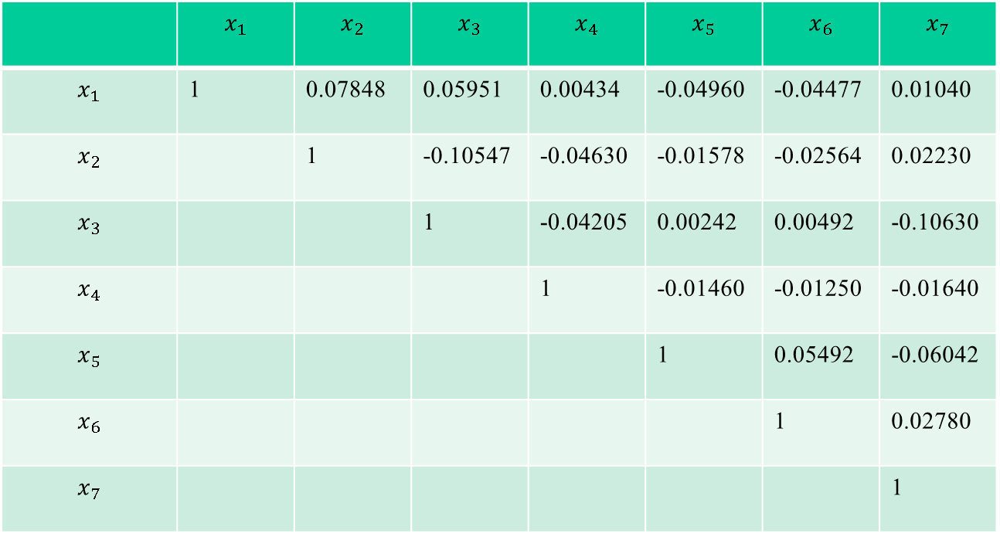 x₁ x₂ x₃ x₄ x₅ x₆ x₇
x₁ 1 0.07848 0.05951 0.00434 -0.04960 -0.04477 0.01040
x₂ 1 -0.10547 -0.04630 -0.01578 -0.02564 0.02230
x₃ 1 -0.04205 0.00242 0.00492 -0.10630
x₄ 1 -0.01460 -0.01250 -0.01640
x₅ 1 0.05492 -0.06042
x₆ 1 0.02780
x₇ 1